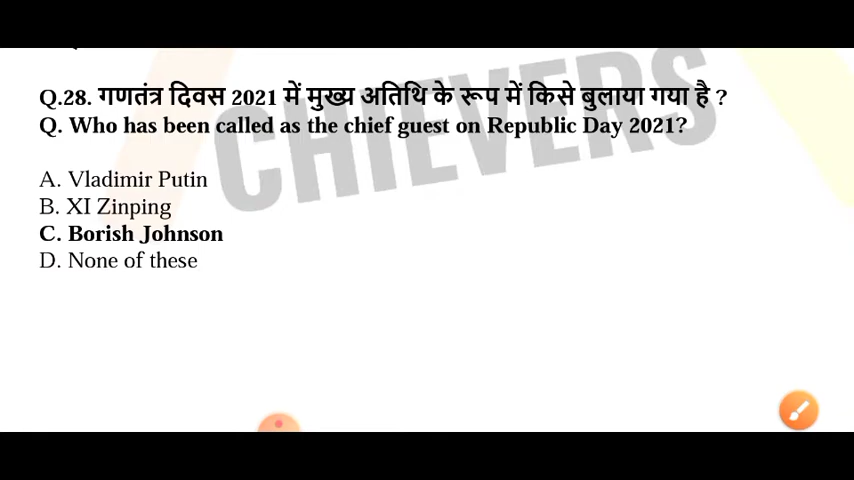 Q.28. गणतंत्र दिवस 2021 में मुख्य अतिथि के रूप में किसे बुलाया गया है ?
Q. Who has been called as the chief guest on Republic Day 2021?
A. Vladimir Putin
B. XI Zinping
C. Borish Johnson
D. None of these
CHIEVERS